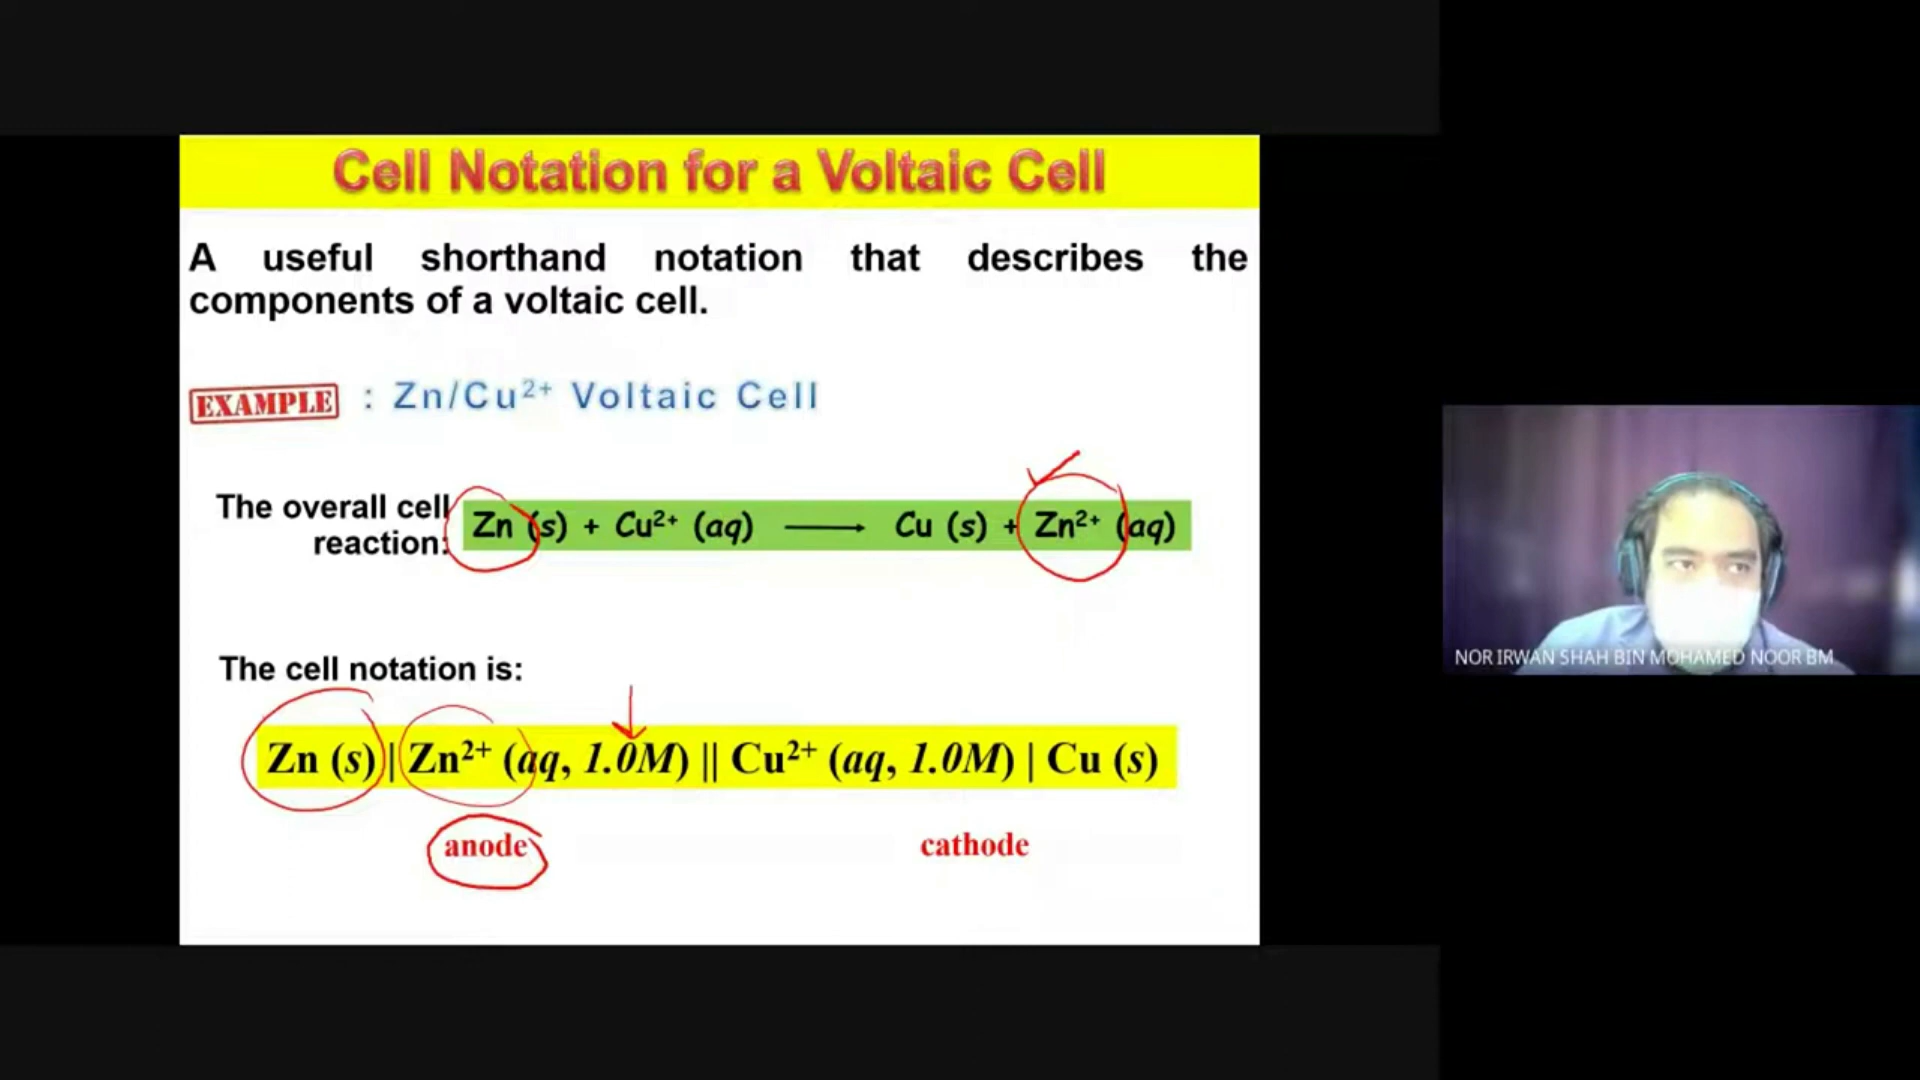 Cell Notation for a Voltaic Cell
A useful shorthand notation that describes the
components of a voltaic cell.
EXAMPLE : Zn/Cu²⁺ Voltaic Cell
The overall cell
reaction:
Zn (s) + Cu²⁺ (aq) ⟶ Cu (s) + Zn²⁺ (aq)
The cell notation is:
Zn (s) | Zn²⁺ (aq, 1.0M) || Cu²⁺ (aq, 1.0M) | Cu (s)
anode cathode
NOR IRWAN SHAH BIN MOHAMED NOOR BM